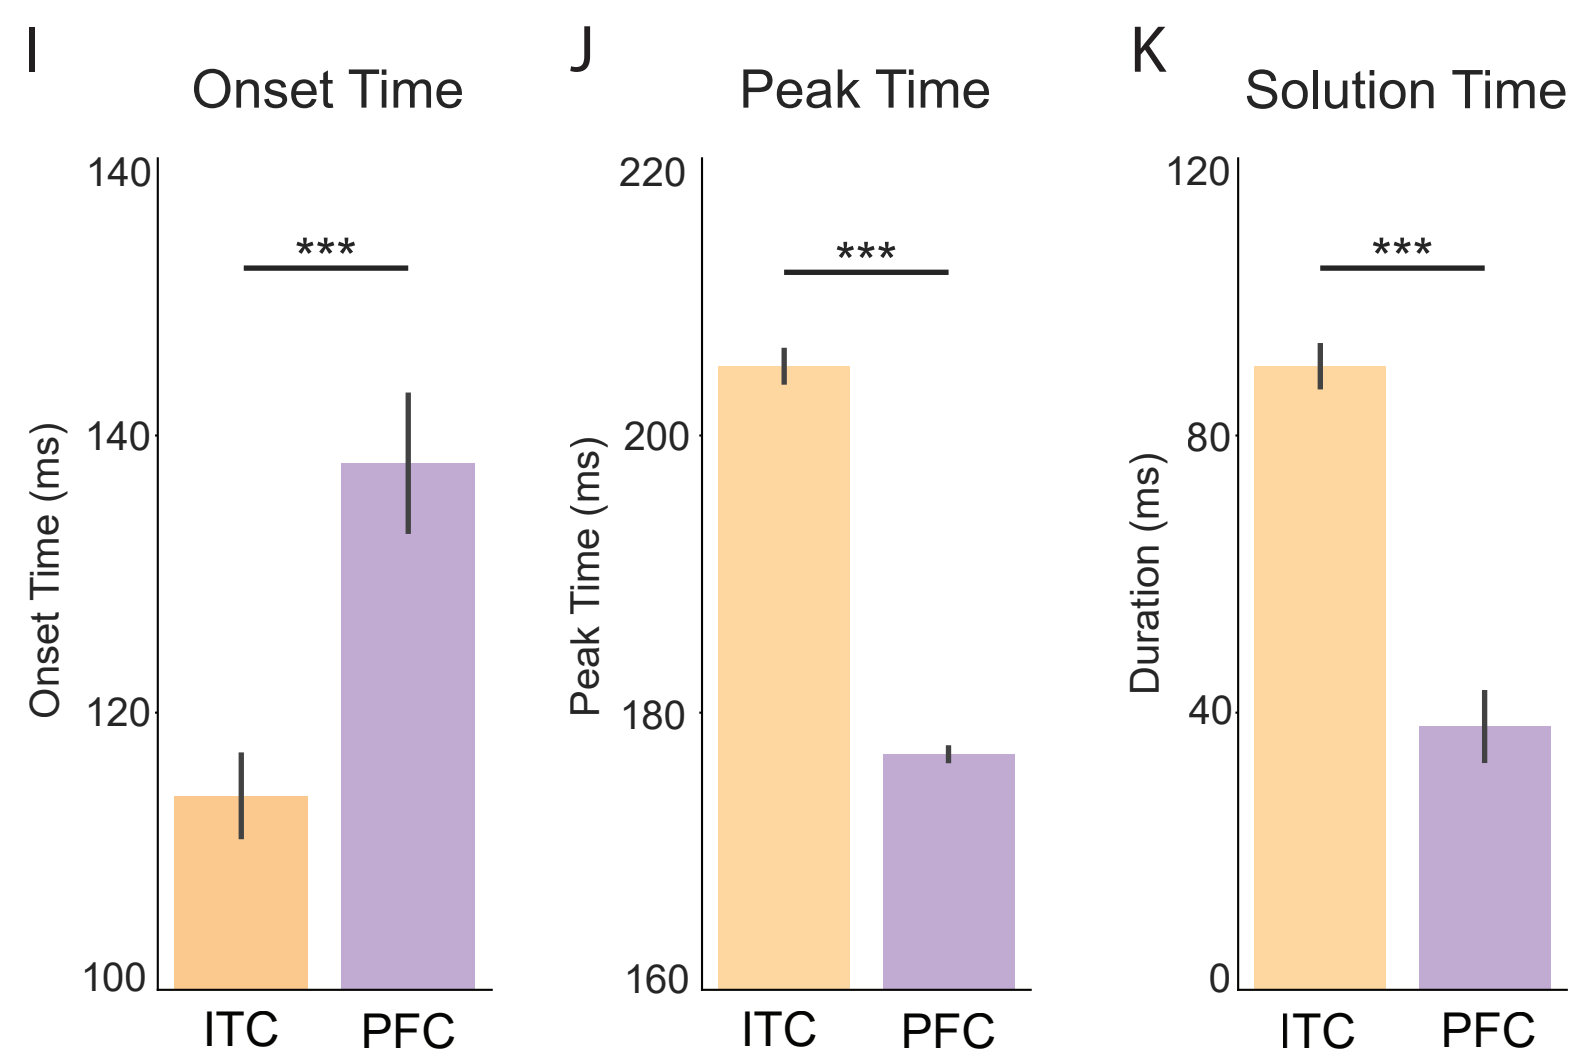 I
Onset Time
140
***
140
120
100
Onset Time (ms)
ITC
PFC
J
Peak Time
220
***
200
180
160
Peak Time (ms)
ITC
PFC
K
Solution Time
120
***
80
40
0
Duration (ms)
ITC
PFC